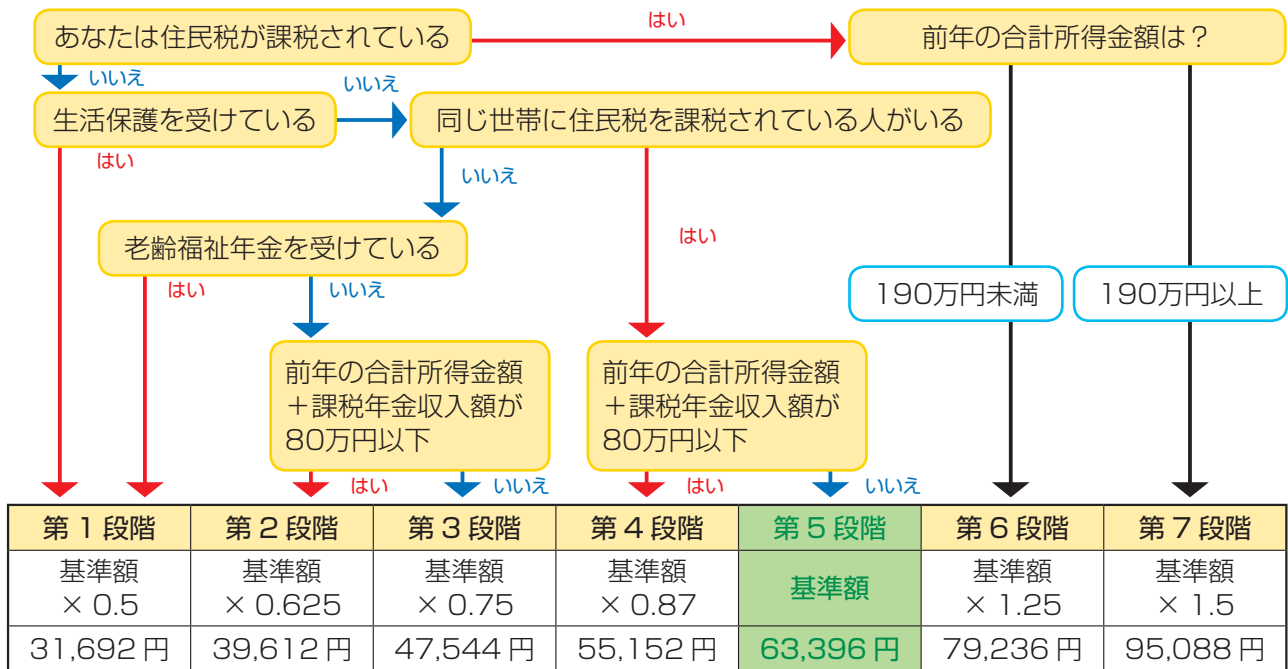 あなたは住民税が課税されている
はい
前年の合計所得金額は？
いいえ
いいえ
生活保護を受けている
同じ世帯に住民税を課税されている人がいる
はい
いいえ
はい
老齢福祉年金を受けている
はい
いいえ
190万円未満
190万円以上
前年の合計所得金額
＋課税年金収入額が
80万円以下
前年の合計所得金額
＋課税年金収入額が
80万円以下
はい
いいえ
はい
いいえ
第１段階 第２段階 第３段階 第４段階 第５段階 第６段階 第７段階
基準額 基準額 基準額 基準額 基準額 基準額 基準額
× 0.5 × 0.625 × 0.75 × 0.87 × 1.25 × 1.5
31,692円 39,612円 47,544円 55,152円 63,396円 79,236円 95,088円